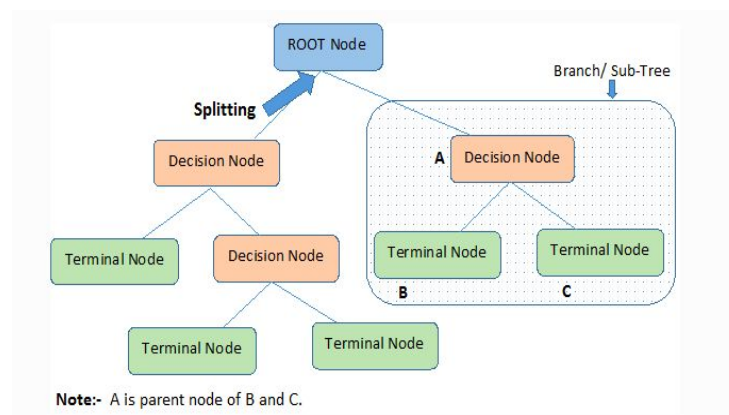 ROOT Node
Branch/ Sub-Tree
Splitting
Decision Node
A
Decision Node
Terminal Node
Decision Node
Terminal Node
Terminal Node
B
C
Terminal Node
Terminal Node
Note:- A is parent node of B and C.